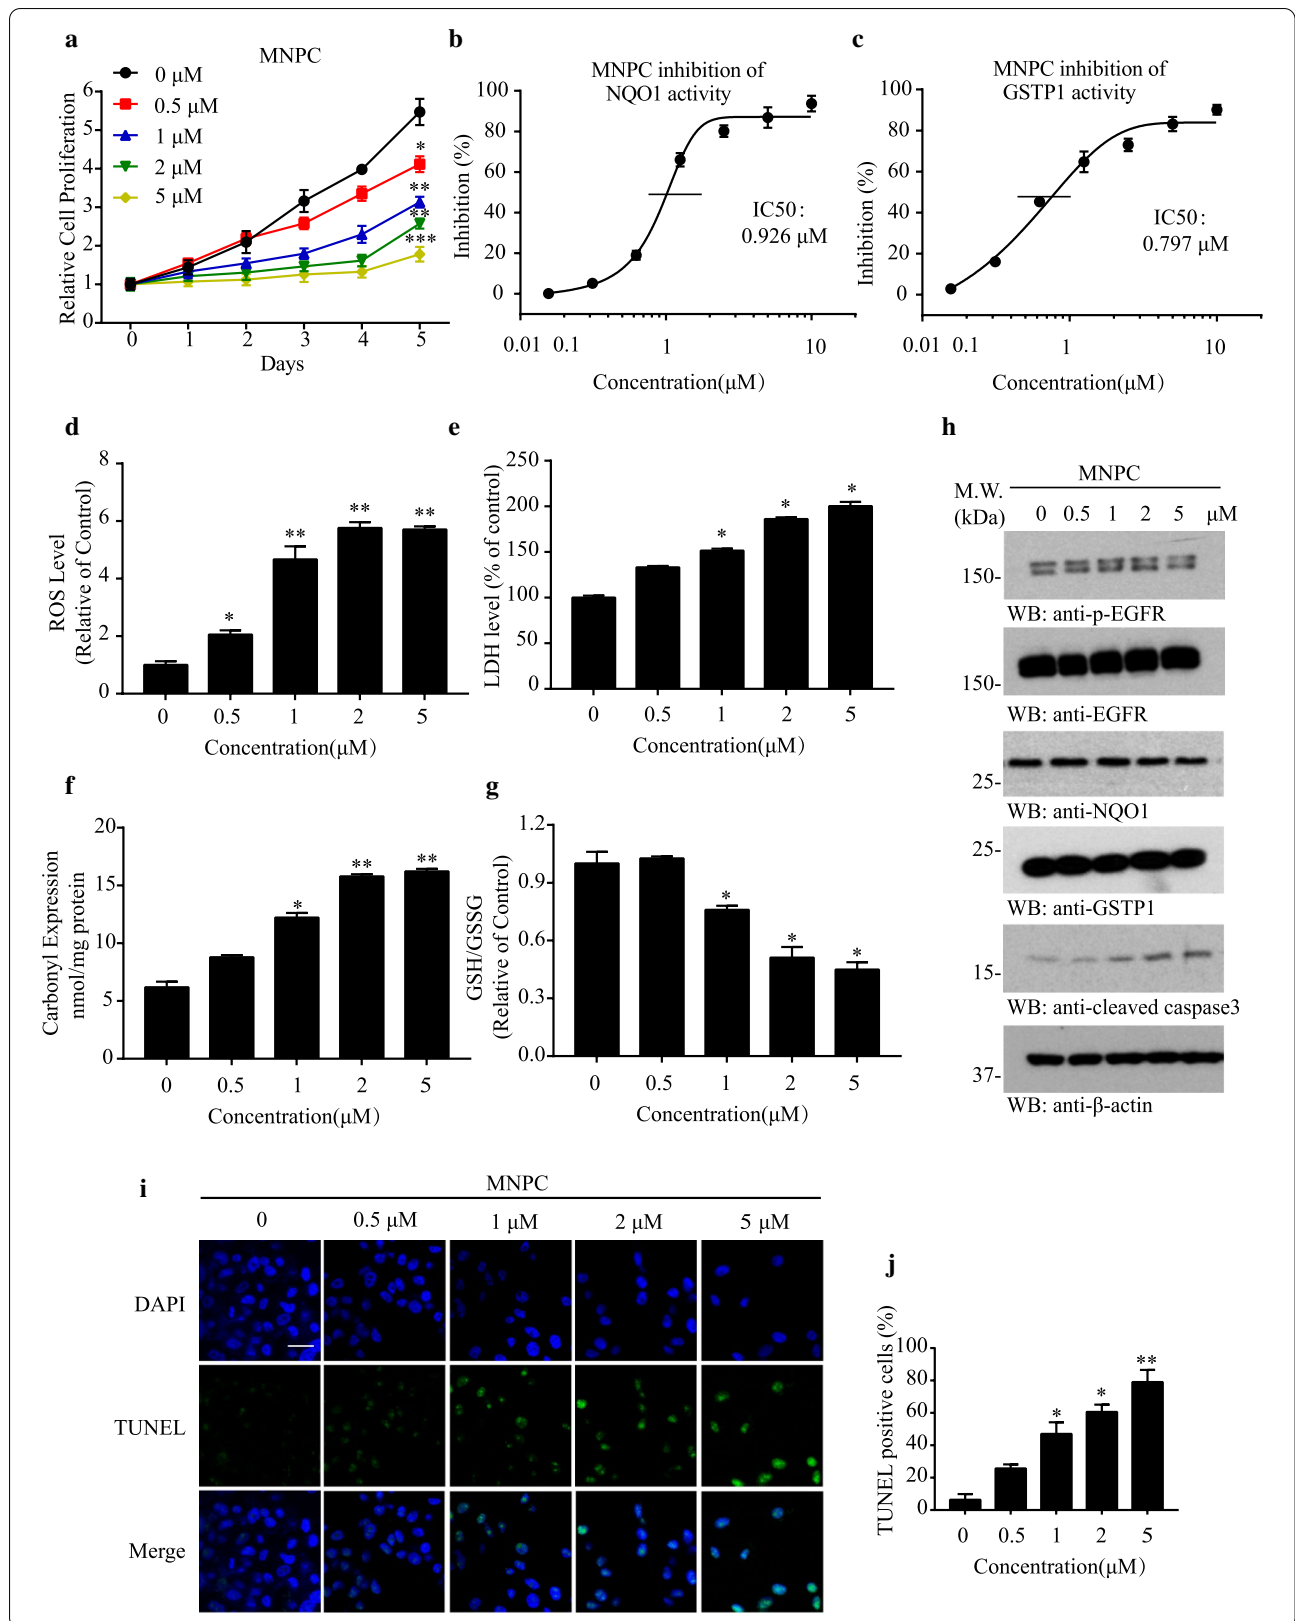 a
MNPC
0 μM
0.5 μM
1 μM
2 μM
5 μM
Relative Cell Proliferation
6
5
4
3
2
1
0
*
**
**
***
0 1 2 3 4 5
Days
b
MNPC inhibition of
NQO1 activity
Inhibition (%)
100
80
60
40
20
0
IC50:
0.926 μM
0.01 0.1 1 10
Concentration(μM)
c
MNPC inhibition of
GSTP1 activity
Inhibition (%)
100
80
60
40
20
0
IC50:
0.797 μM
0.01 0.1 1 10
Concentration(μM)
d
ROS Level
(Relative of Control)
8
6
4
2
0
* ** ** **
0 0.5 1 2 5
Concentration(μM)
e
LDH level (% of control)
250
200
150
100
50
0
* * *
0 0.5 1 2 5
Concentration(μM)
f
Carbonyl Expression
nmol/mg protein
20
15
10
5
0
* ** **
0 0.5 1 2 5
Concentration(μM)
g
GSH/GSSG
(Relative of Control)
1.2
0.9
0.6
0.3
0.0
* * *
0 0.5 1 2 5
Concentration(μM)
h
MNPC
M.W.
(kDa) 0 0.5 1 2 5 μM
150-
WB: anti-p-EGFR
150-
WB: anti-EGFR
25-
WB: anti-NQO1
25-
WB: anti-GSTP1
15-
WB: anti-cleaved caspase3
37-
WB: anti-β-actin
i
MNPC
0 0.5 μM 1 μM 2 μM 5 μM
DAPI
TUNEL
Merge
j
TUNEL positive cells (%)
100
80
60
40
20
0
* * **
0 0.5 1 2 5
Concentration(μM)